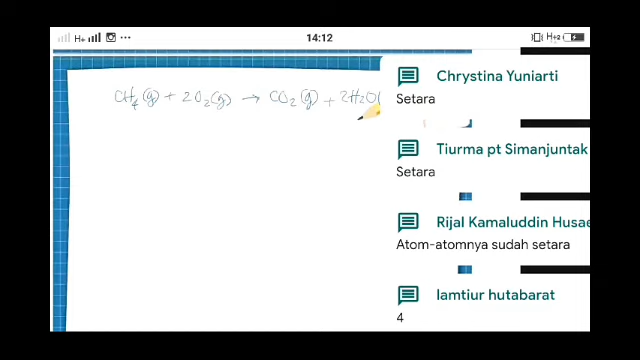 H+ 14:12 H+2
CH₄(g) + 2O₂(g) → CO₂(g) + 2H₂O(
Chrystina Yuniarti
Setara
Tiurma pt Simanjuntak
Setara
Rijal Kamaluddin Husae
Atom-atomnya sudah setara
lamtiur hutabarat
4